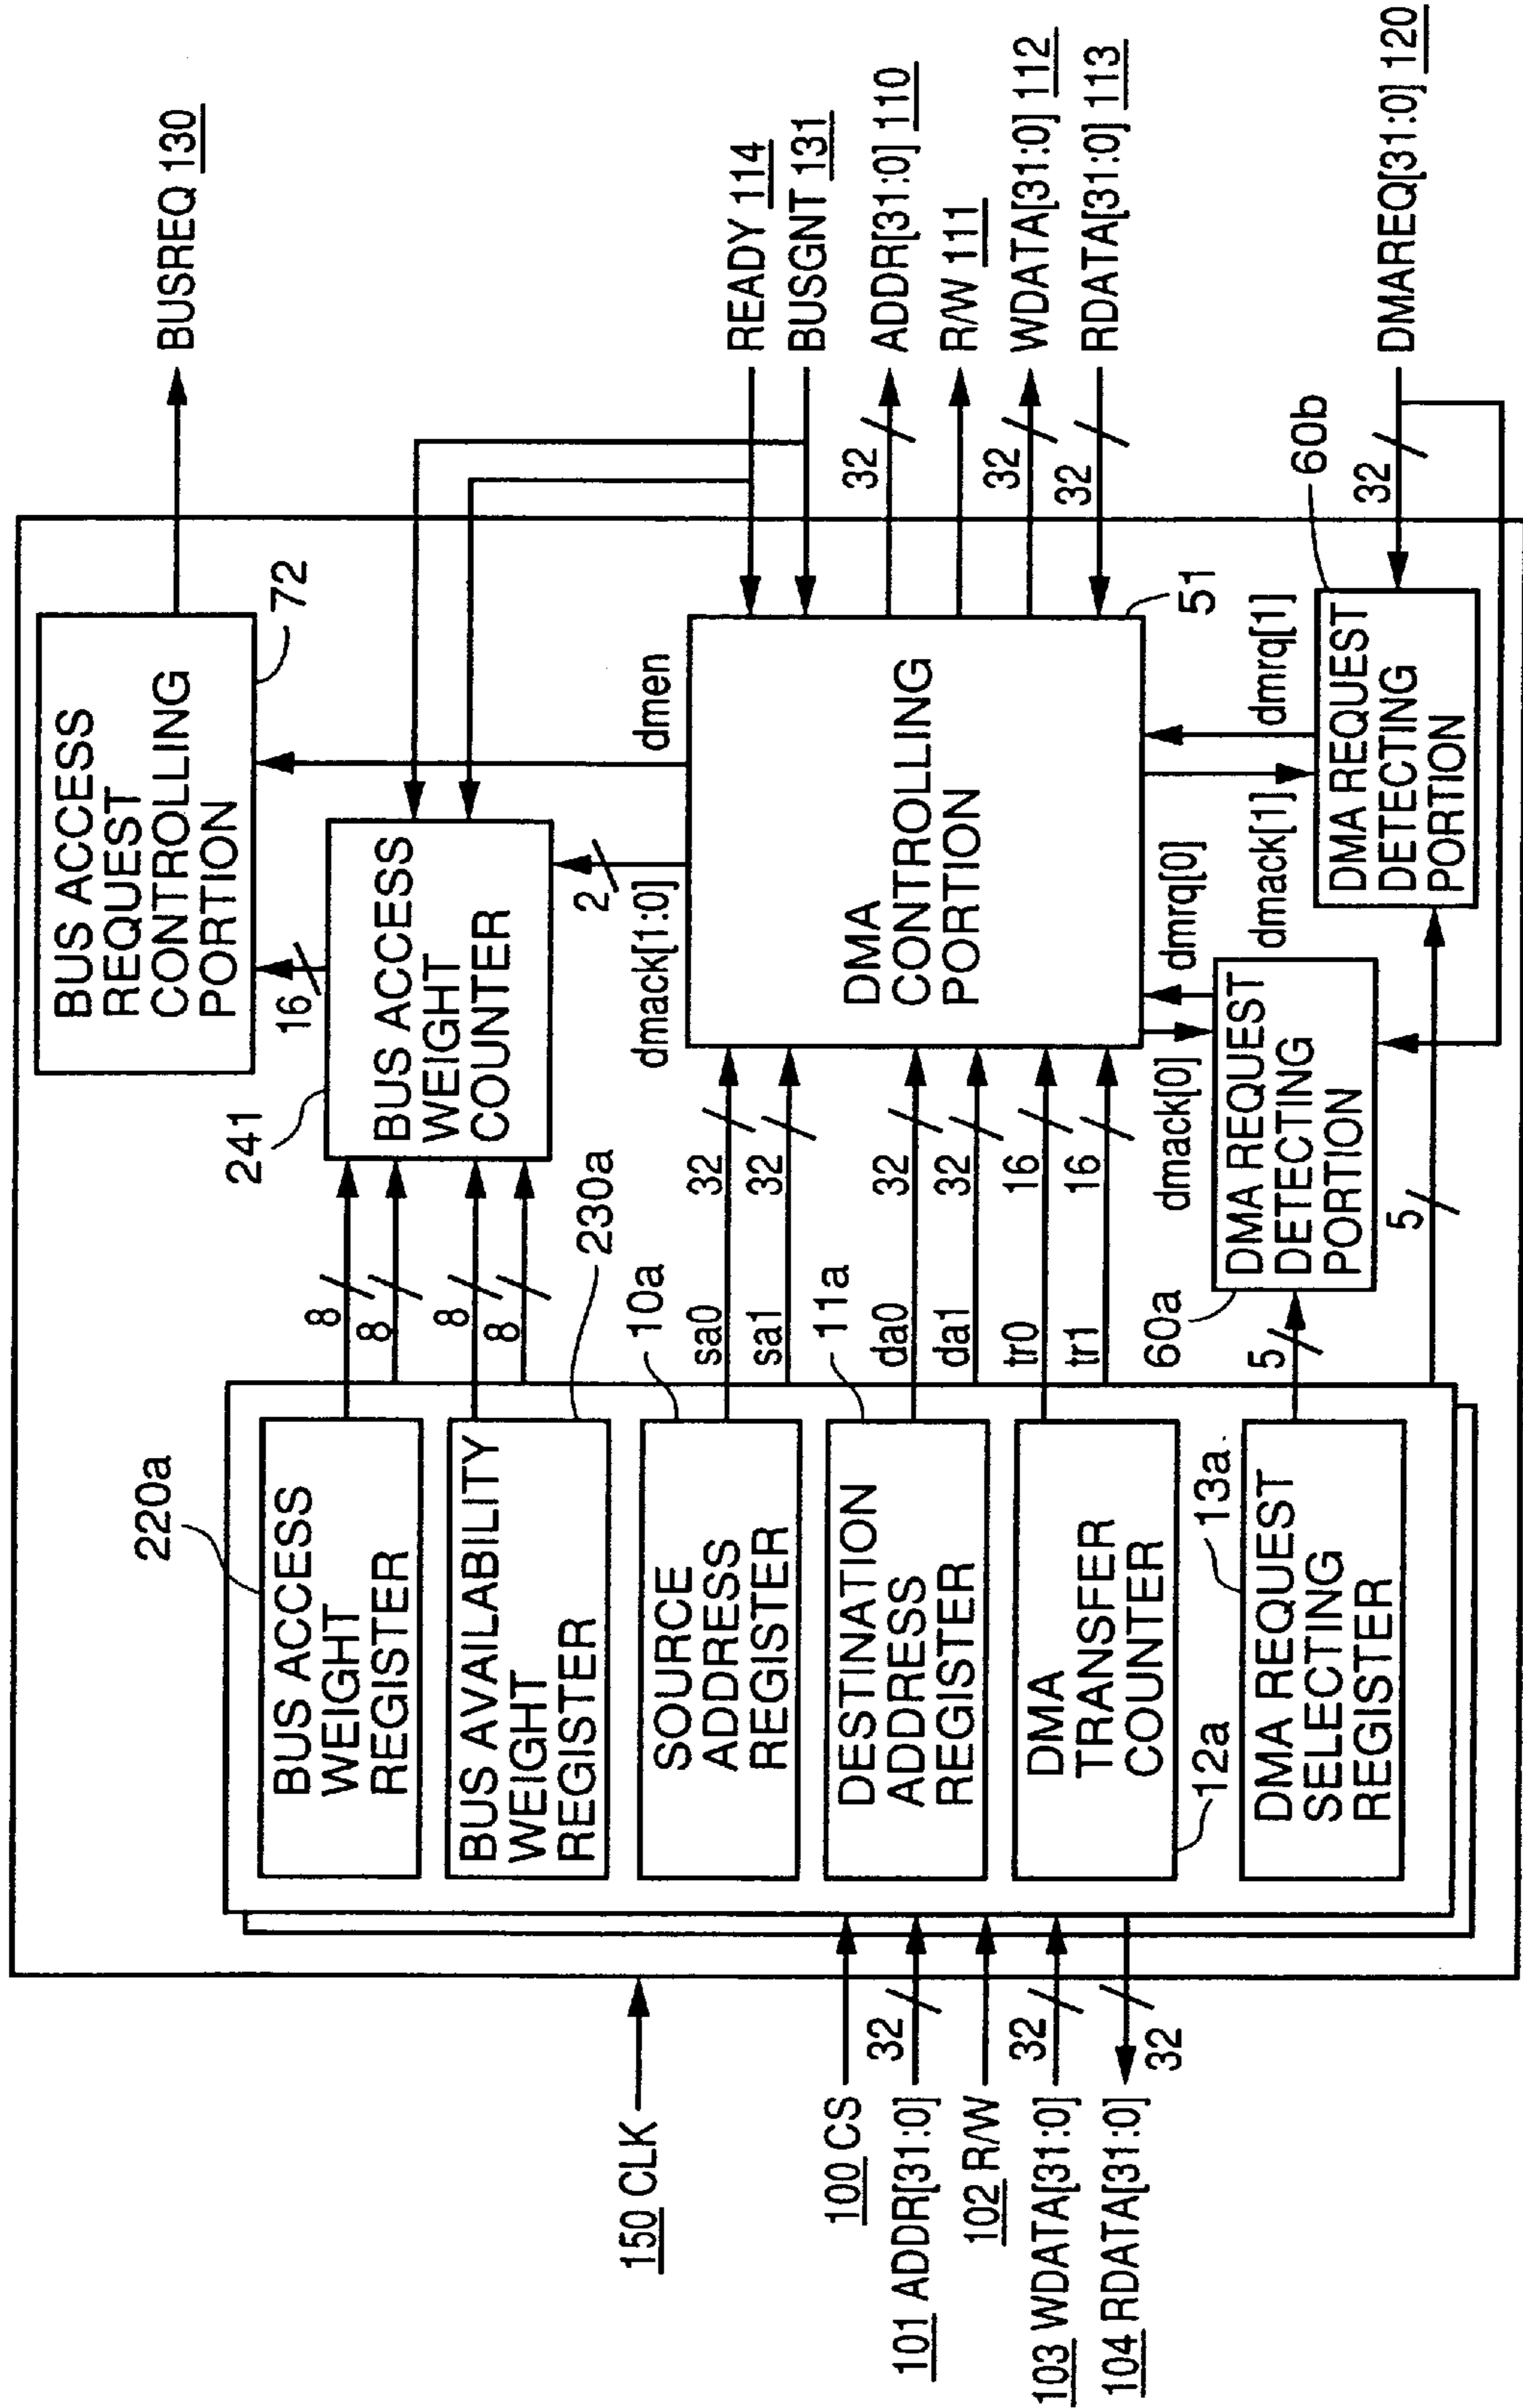 BUSREQ 130
BUS ACCESS
REQUEST
CONTROLLING
PORTION
72
220a
BUS ACCESS
WEIGHT
REGISTER
8
8
241
BUS ACCESS
WEIGHT
COUNTER
16
BUS AVAILABILITY
WEIGHT
REGISTER
8
8
230a
2
dmack[1:0]
dmen
READY 114
BUSGNT 131
150 CLK
SOURCE
ADDRESS
REGISTER
10a
sa0
32
sa1
32
DMA
CONTROLLING
PORTION
51
32
ADDR[31:0] 110
R/W 111
32
WDATA[31:0] 112
32
RDATA[31:0] 113
100 CS
101 ADDR[31:0]
32
102 R/W
103 WDATA[31:0]
32
104 RDATA[31:0]
32
DESTINATION
ADDRESS
REGISTER
11a
da0
32
da1
32
DMA
TRANSFER
COUNTER
12a
tr0
16
tr1
16
DMA REQUEST
SELECTING
REGISTER
13a
5
60a
dmack[0]
dmrq[0]
DMA REQUEST
DETECTING
PORTION
5
dmack[1]
dmrq[1]
DMA REQUEST
DETECTING
PORTION
60b
32
DMAREQ[31:0] 120